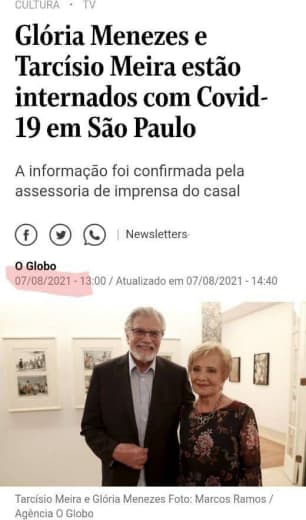 CULTURA • TV
Glória Menezes e
Tarcísio Meira estão
internados com Covid-
19 em São Paulo
A informação foi confirmada pela
assessoria de imprensa do casal
| Newsletters
O Globo
07/08/2021 - 13:00 / Atualizado em 07/08/2021 - 14:40
Tarcísio Meira e Glória Menezes Foto: Marcos Ramos /
Agência O Globo